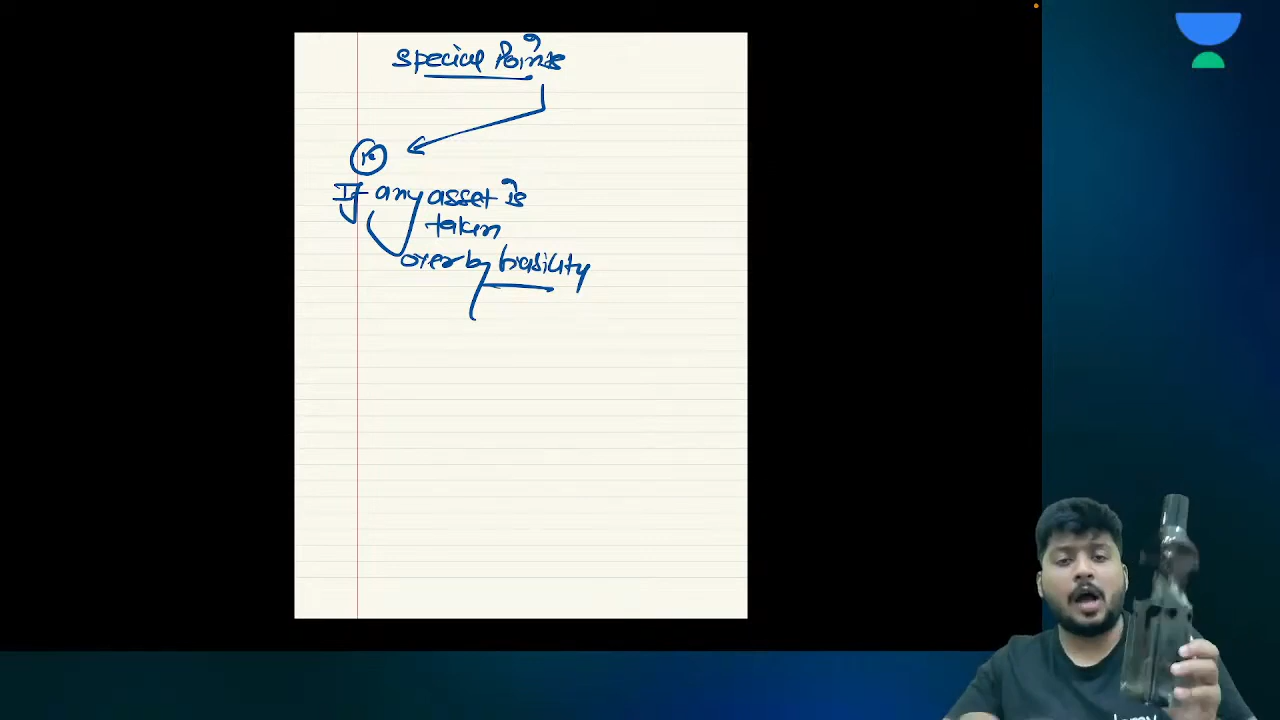 Special Points
If any asset is
taken
over by liability